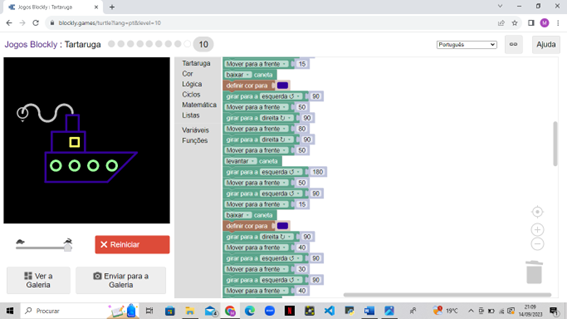 Jogos Blockly : Tartaruga
blockly.games/turtle?lang=pt&level=10
M
Jogos Blockly : Tartaruga
10
Português
Ajuda
Tartaruga
Cor
Lógica
Ciclos
Matemática
Listas
Variáveis
Funções
Mover para a frente 15
baixar caneta
definir cor para
girar para a esquerda ↺ 90
Mover para a frente 50
girar para a direita ↻ 90
Mover para a frente 80
girar para a direita ↻ 90
Mover para a frente 50
levantar caneta
girar para a esquerda ↺ 180
Mover para a frente 50
girar para a esquerda ↺ 90
Mover para a frente 15
baixar caneta
definir cor para
girar para a direita ↻ 90
Mover para a frente 40
girar para a esquerda ↺ 90
Mover para a frente 30
girar para a esquerda ↺ 90
Mover para a frente 40
Reiniciar
Ver a
Galeria
Enviar para a
Galeria
Procurar
19°C
21:09
14/09/2023